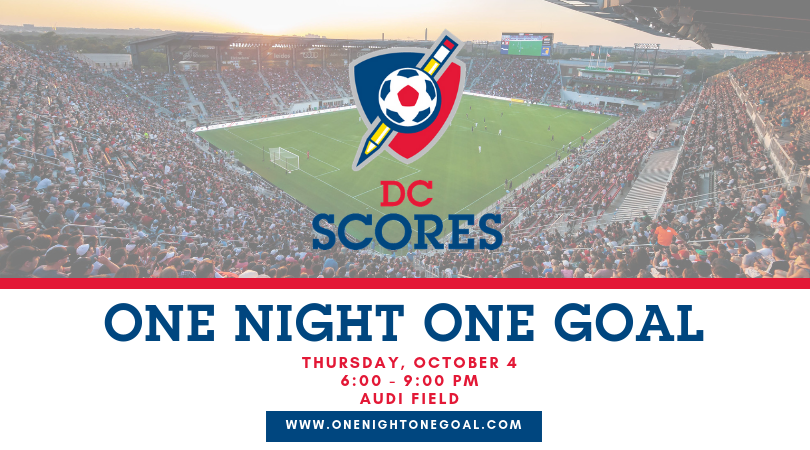 DC
SCORES
ONE NIGHT ONE GOAL
THURSDAY, OCTOBER 4
6:00 - 9:00 PM
AUDI FIELD
WWW.ONENIGHTONEGOAL.COM